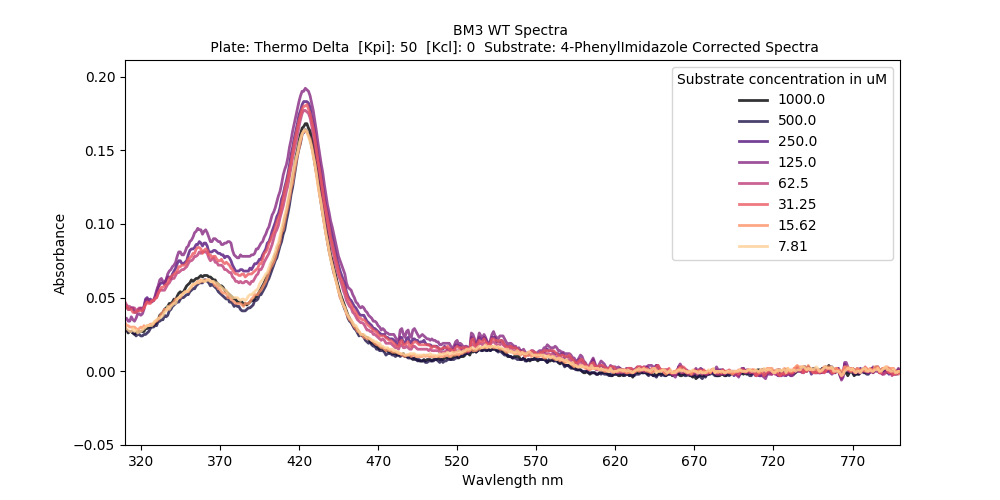 BM3 WT Spectra
Plate: Thermo Delta [Kpi]: 50 [Kcl]: 0 Substrate: 4-PhenylImidazole Corrected Spectra
Substrate concentration in uM
1000.0
500.0
250.0
125.0
62.5
31.25
15.62
7.81
0.20
0.15
0.10
0.05
0.00
−0.05
Absorbance
320 370 420 470 520 570 620 670 720 770
Wavlength nm